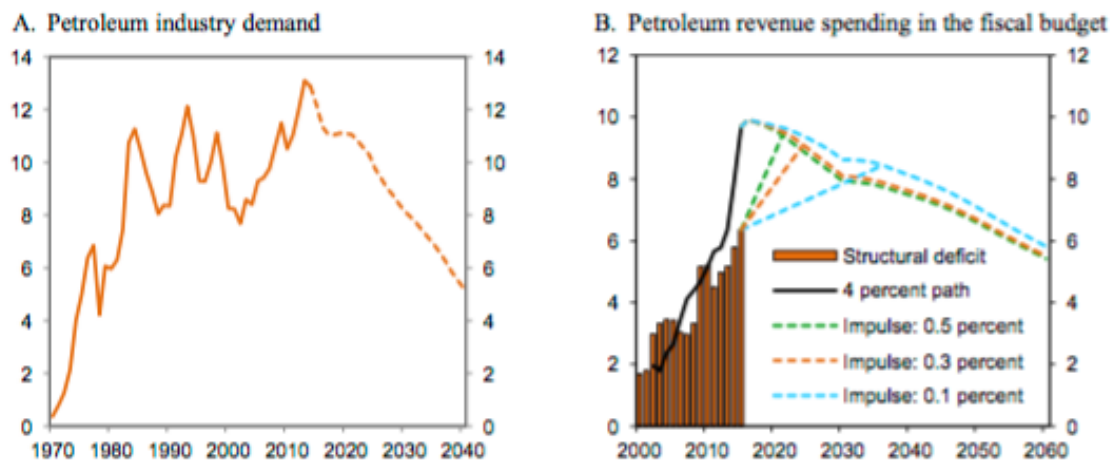 A. Petroleum industry demand
14 14
12 12
10 10
8 8
6 6
4 4
2 2
0 0
1970 1980 1990 2000 2010 2020 2030 2040
B. Petroleum revenue spending in the fiscal budget
12 12
10 10
8 8
6 6
Structural deficit
4 4
4 percent path
Impulse: 0.5 percent
2 2
Impulse: 0.3 percent
Impulse: 0.1 percent
0 0
2000 2010 2020 2030 2040 2050 2060